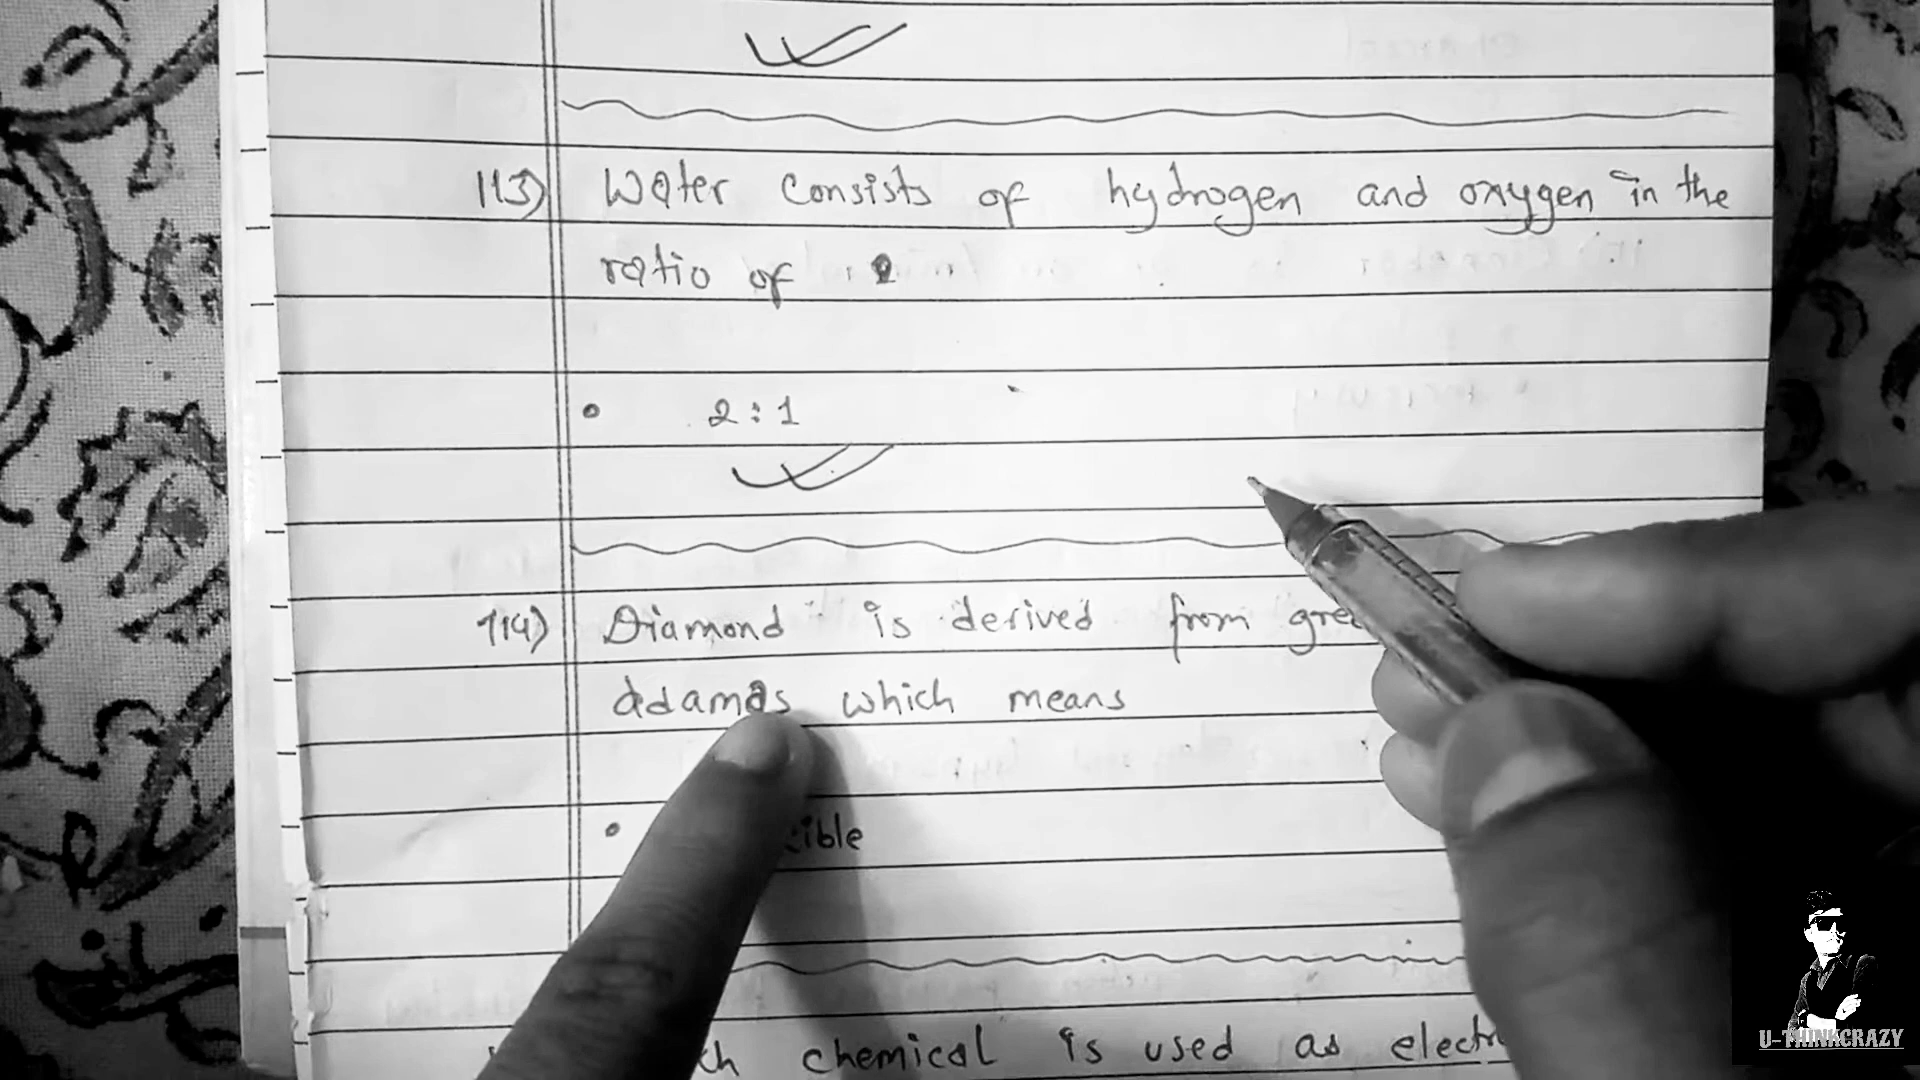 113) Water consists of hydrogen and oxygen in the
ratio of 2
• 2:1
114) Diamond is derived from
adamas which means
•
chemical is used as
U-THINKCRAZY